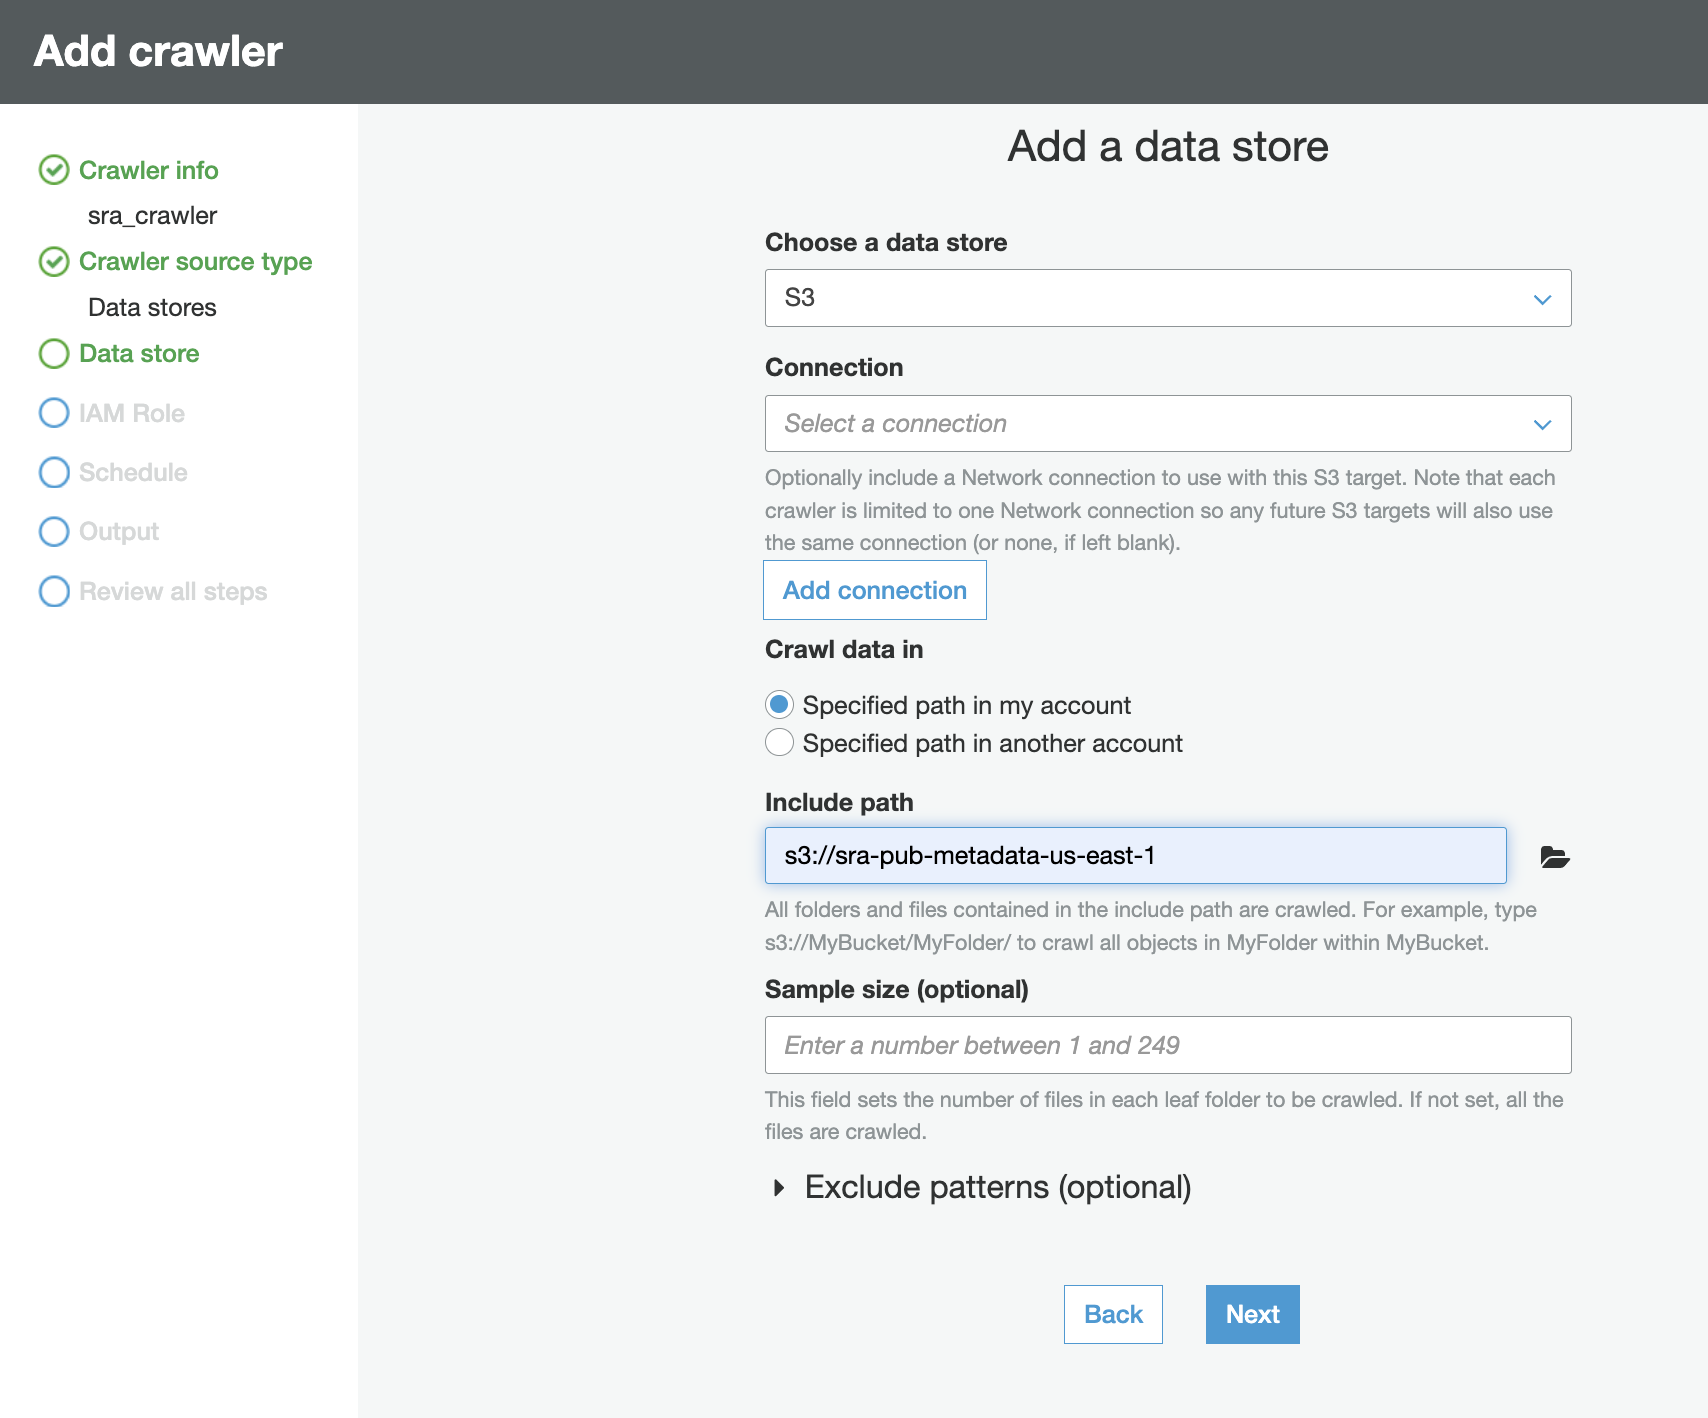 Add crawler
Crawler info
sra_crawler
Crawler source type
Data stores
Data store
IAM Role
Schedule
Output
Review all steps
Add a data store
Choose a data store
S3
Connection
Select a connection
Optionally include a Network connection to use with this S3 target. Note that each
crawler is limited to one Network connection so any future S3 targets will also use
the same connection (or none, if left blank).
Add connection
Crawl data in
Specified path in my account
Specified path in another account
Include path
s3://sra-pub-metadata-us-east-1
All folders and files contained in the include path are crawled. For example, type
s3://MyBucket/MyFolder/ to crawl all objects in MyFolder within MyBucket.
Sample size (optional)
Enter a number between 1 and 249
This field sets the number of files in each leaf folder to be crawled. If not set, all the
files are crawled.
Exclude patterns (optional)
Back
Next